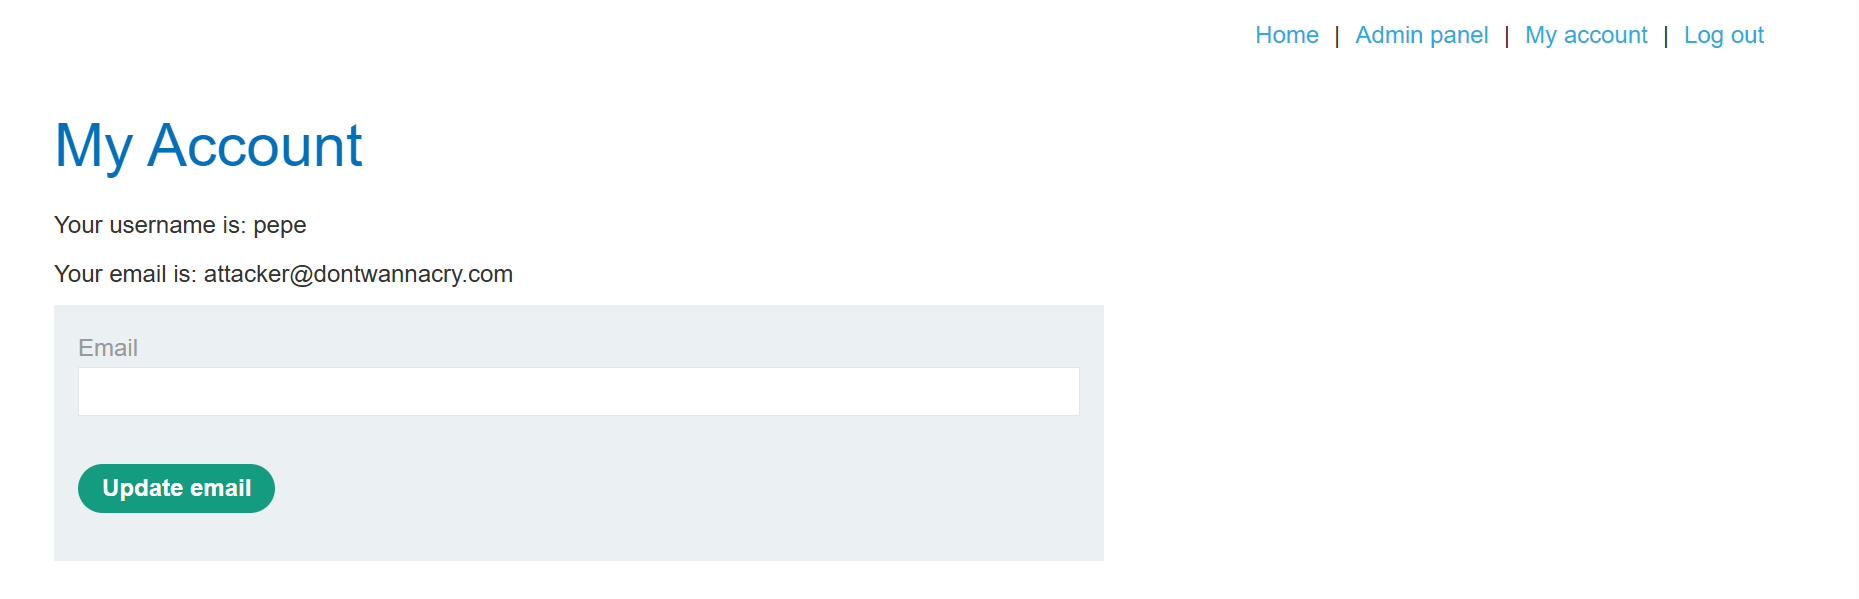 Home | Admin panel | My account | Log out
My Account
Your username is: pepe
Your email is: attacker@dontwannacry.com
Email
Update email